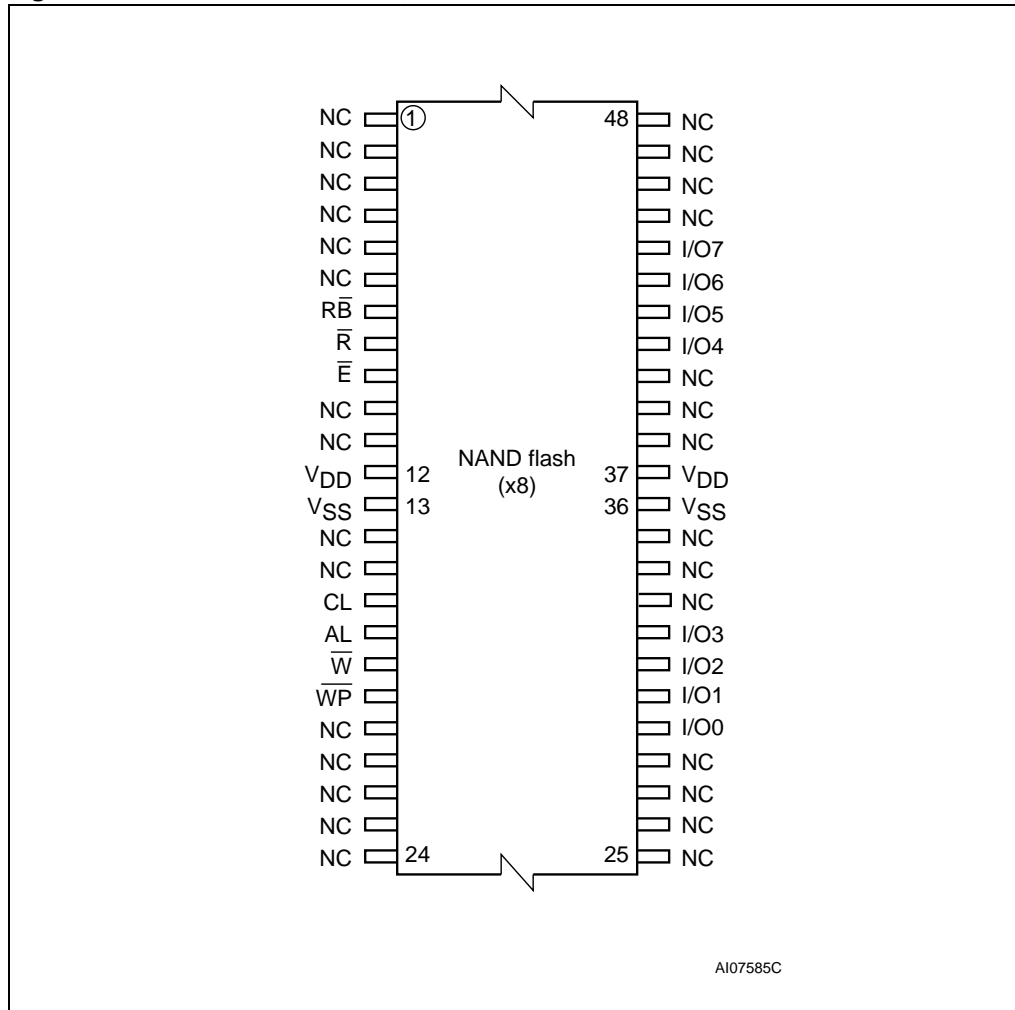 NC 1 48 NC
NC NC
NC NC
NC NC
NC I/O7
NC I/O6
RB̅ I/O5
R̅ I/O4
E̅ NC
NC NC
NC NC
VDD 12 NAND flash 37 VDD
(x8)
VSS 13 36 VSS
NC NC
NC NC
CL NC
AL I/O3
W̅ I/O2
W̅P̅ I/O1
NC I/O0
NC NC
NC NC
NC NC
NC 24 25 NC
AI07585C